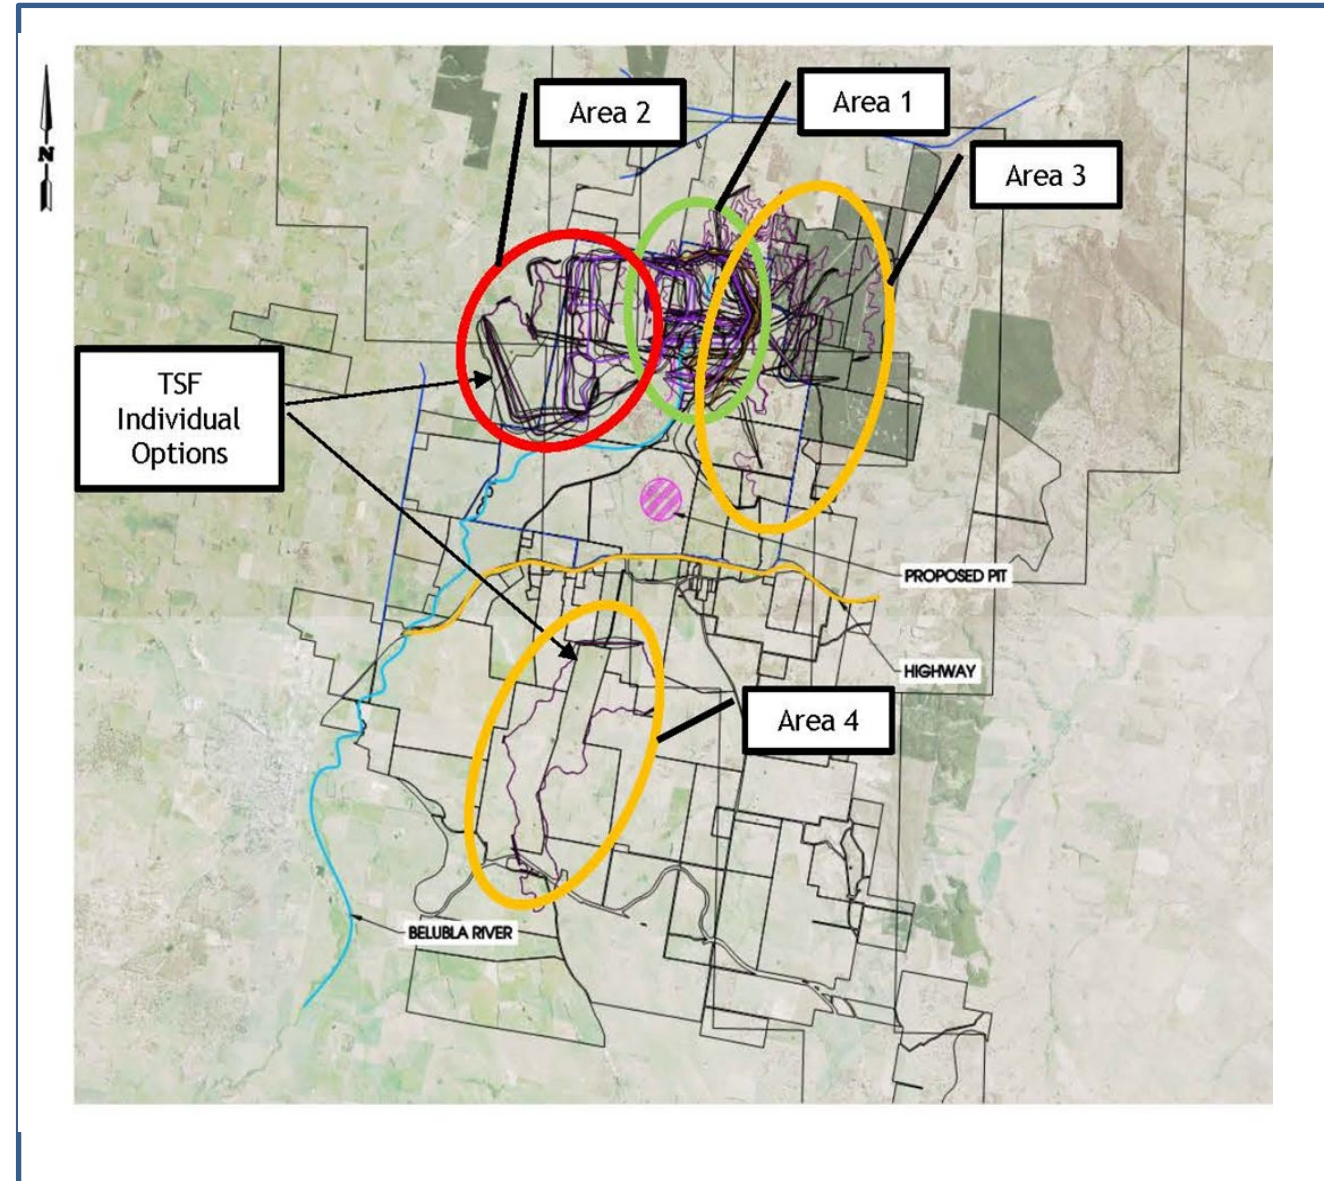 Area 2
Area 1
Area 3
N
TSF
Individual
Options
PROPOSED PIT
HIGHWAY
Area 4
BELUBLA RIVER